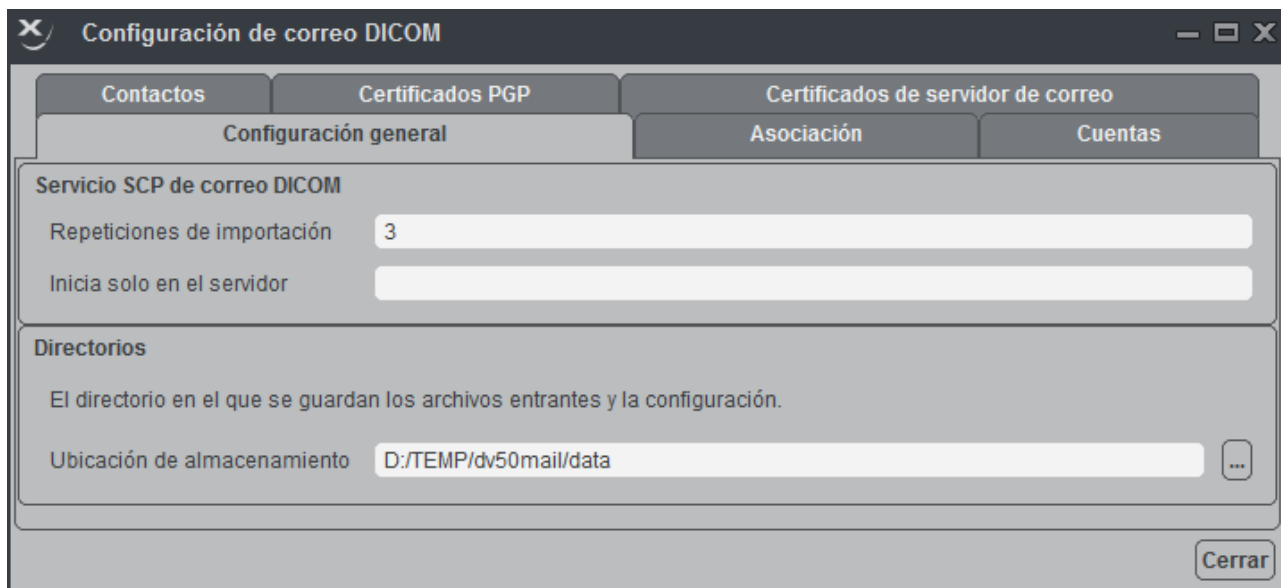 Configuración de correo DICOM
Contactos Certificados PGP Certificados de servidor de correo
Configuración general Asociación Cuentas
Servicio SCP de correo DICOM
Repeticiones de importación 3
Inicia solo en el servidor
Directorios
El directorio en el que se guardan los archivos entrantes y la configuración.
Ubicación de almacenamiento D:/TEMP/dv50mail/data ...
Cerrar